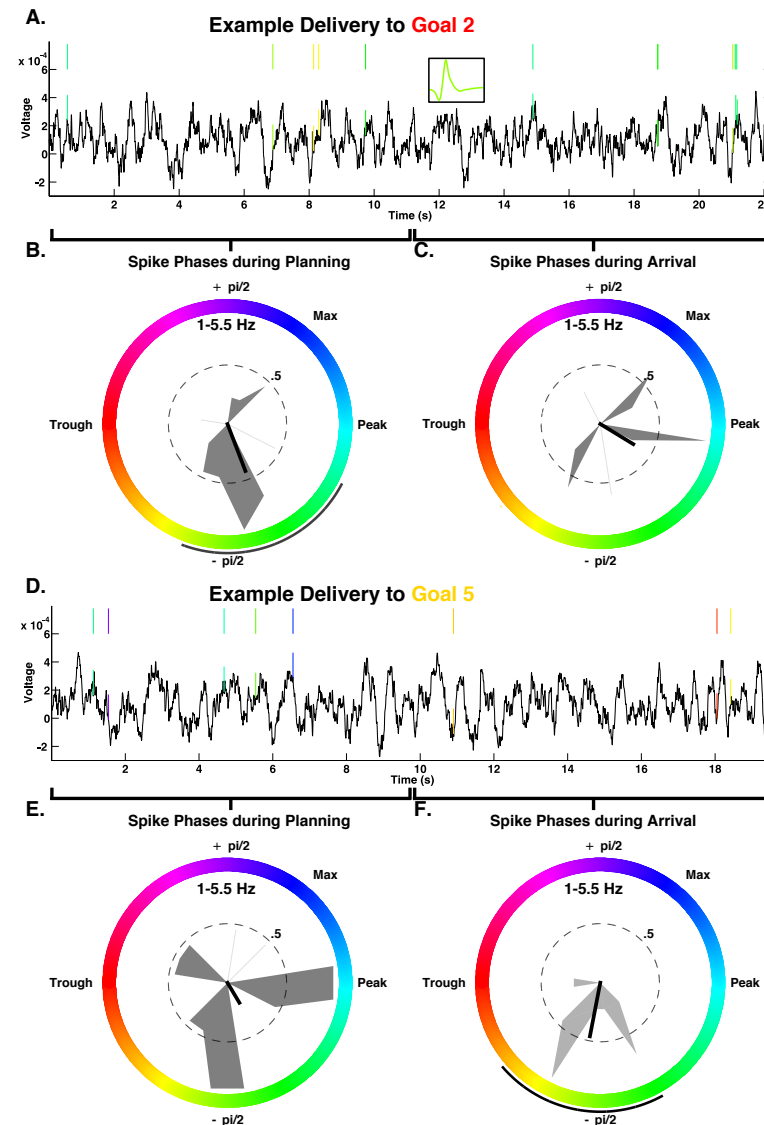 A.
Example Delivery to Goal 2
x 10⁻⁴
6
4
2
0
-2
Voltage
2 4 6 8 10 12 14 16 18 20 22
Time (s)
B.
Spike Phases during Planning
+ pi/2
1-5.5 Hz
Max
.5
Trough
Peak
- pi/2
C.
Spike Phases during Arrival
+ pi/2
1-5.5 Hz
Max
.5
Trough
Peak
- pi/2
D.
Example Delivery to Goal 5
x 10⁻⁴
6
4
2
0
-2
Voltage
2 4 6 8 10 12 14 16 18
Time (s)
E.
Spike Phases during Planning
+ pi/2
1-5.5 Hz
Max
.5
Trough
Peak
- pi/2
F.
Spike Phases during Arrival
+ pi/2
1-5.5 Hz
Max
.5
Trough
Peak
- pi/2